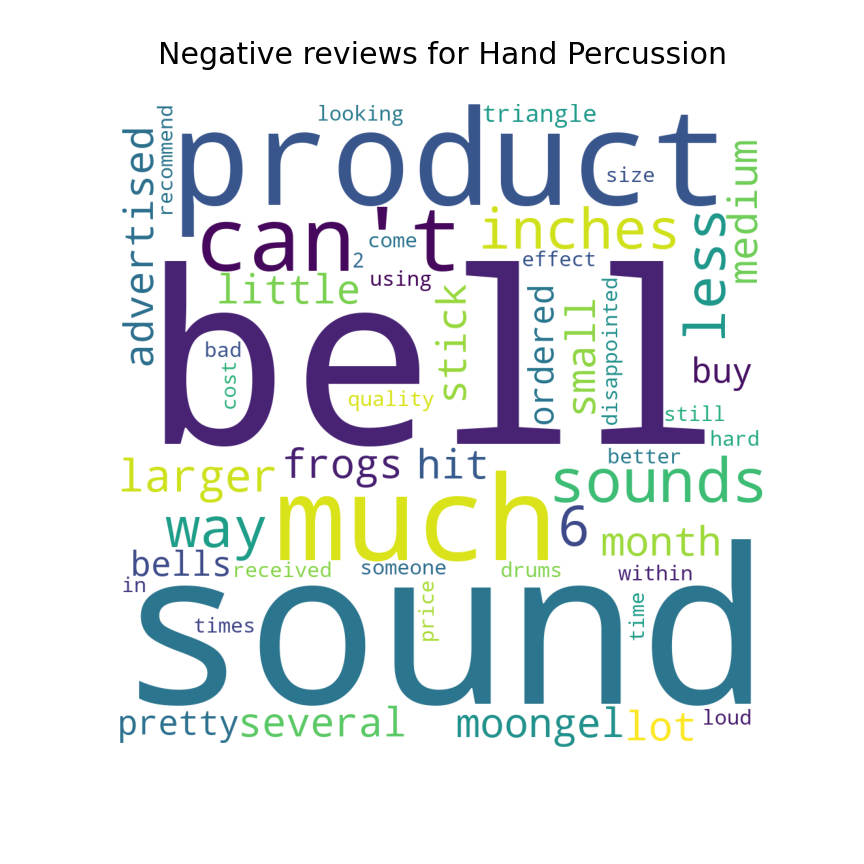 Negative reviews for Hand Percussion
looking
triangle
recommend
product
size
medium
advertised
can't
come
2
inches
less
effect
using
little
bell
stick
ordered
small
disappointed
bad
cost
quality
buy
still
hard
larger
frogs
hit
better
sounds
much
way
6
month
bells
received
someone
drums
within
in
sound
times
price
time
pretty
several
moongel
lot
loud